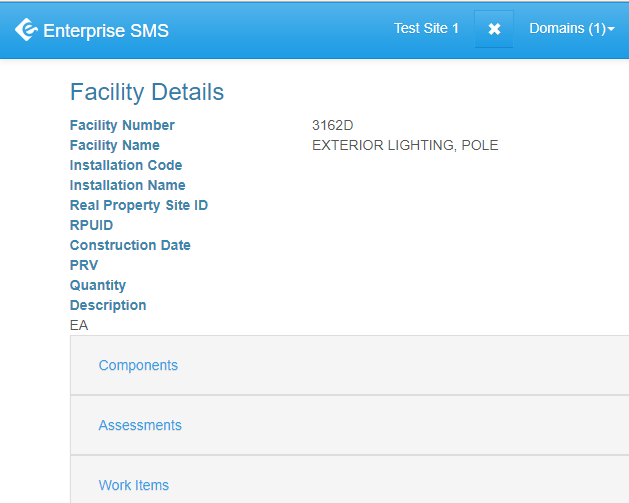 Enterprise SMS Test Site 1 ✖ Domains (1)
Facility Details
Facility Number 3162D
Facility Name EXTERIOR LIGHTING, POLE
Installation Code
Installation Name
Real Property Site ID
RPUID
Construction Date
PRV
Quantity
Description
EA
Components
Assessments
Work Items